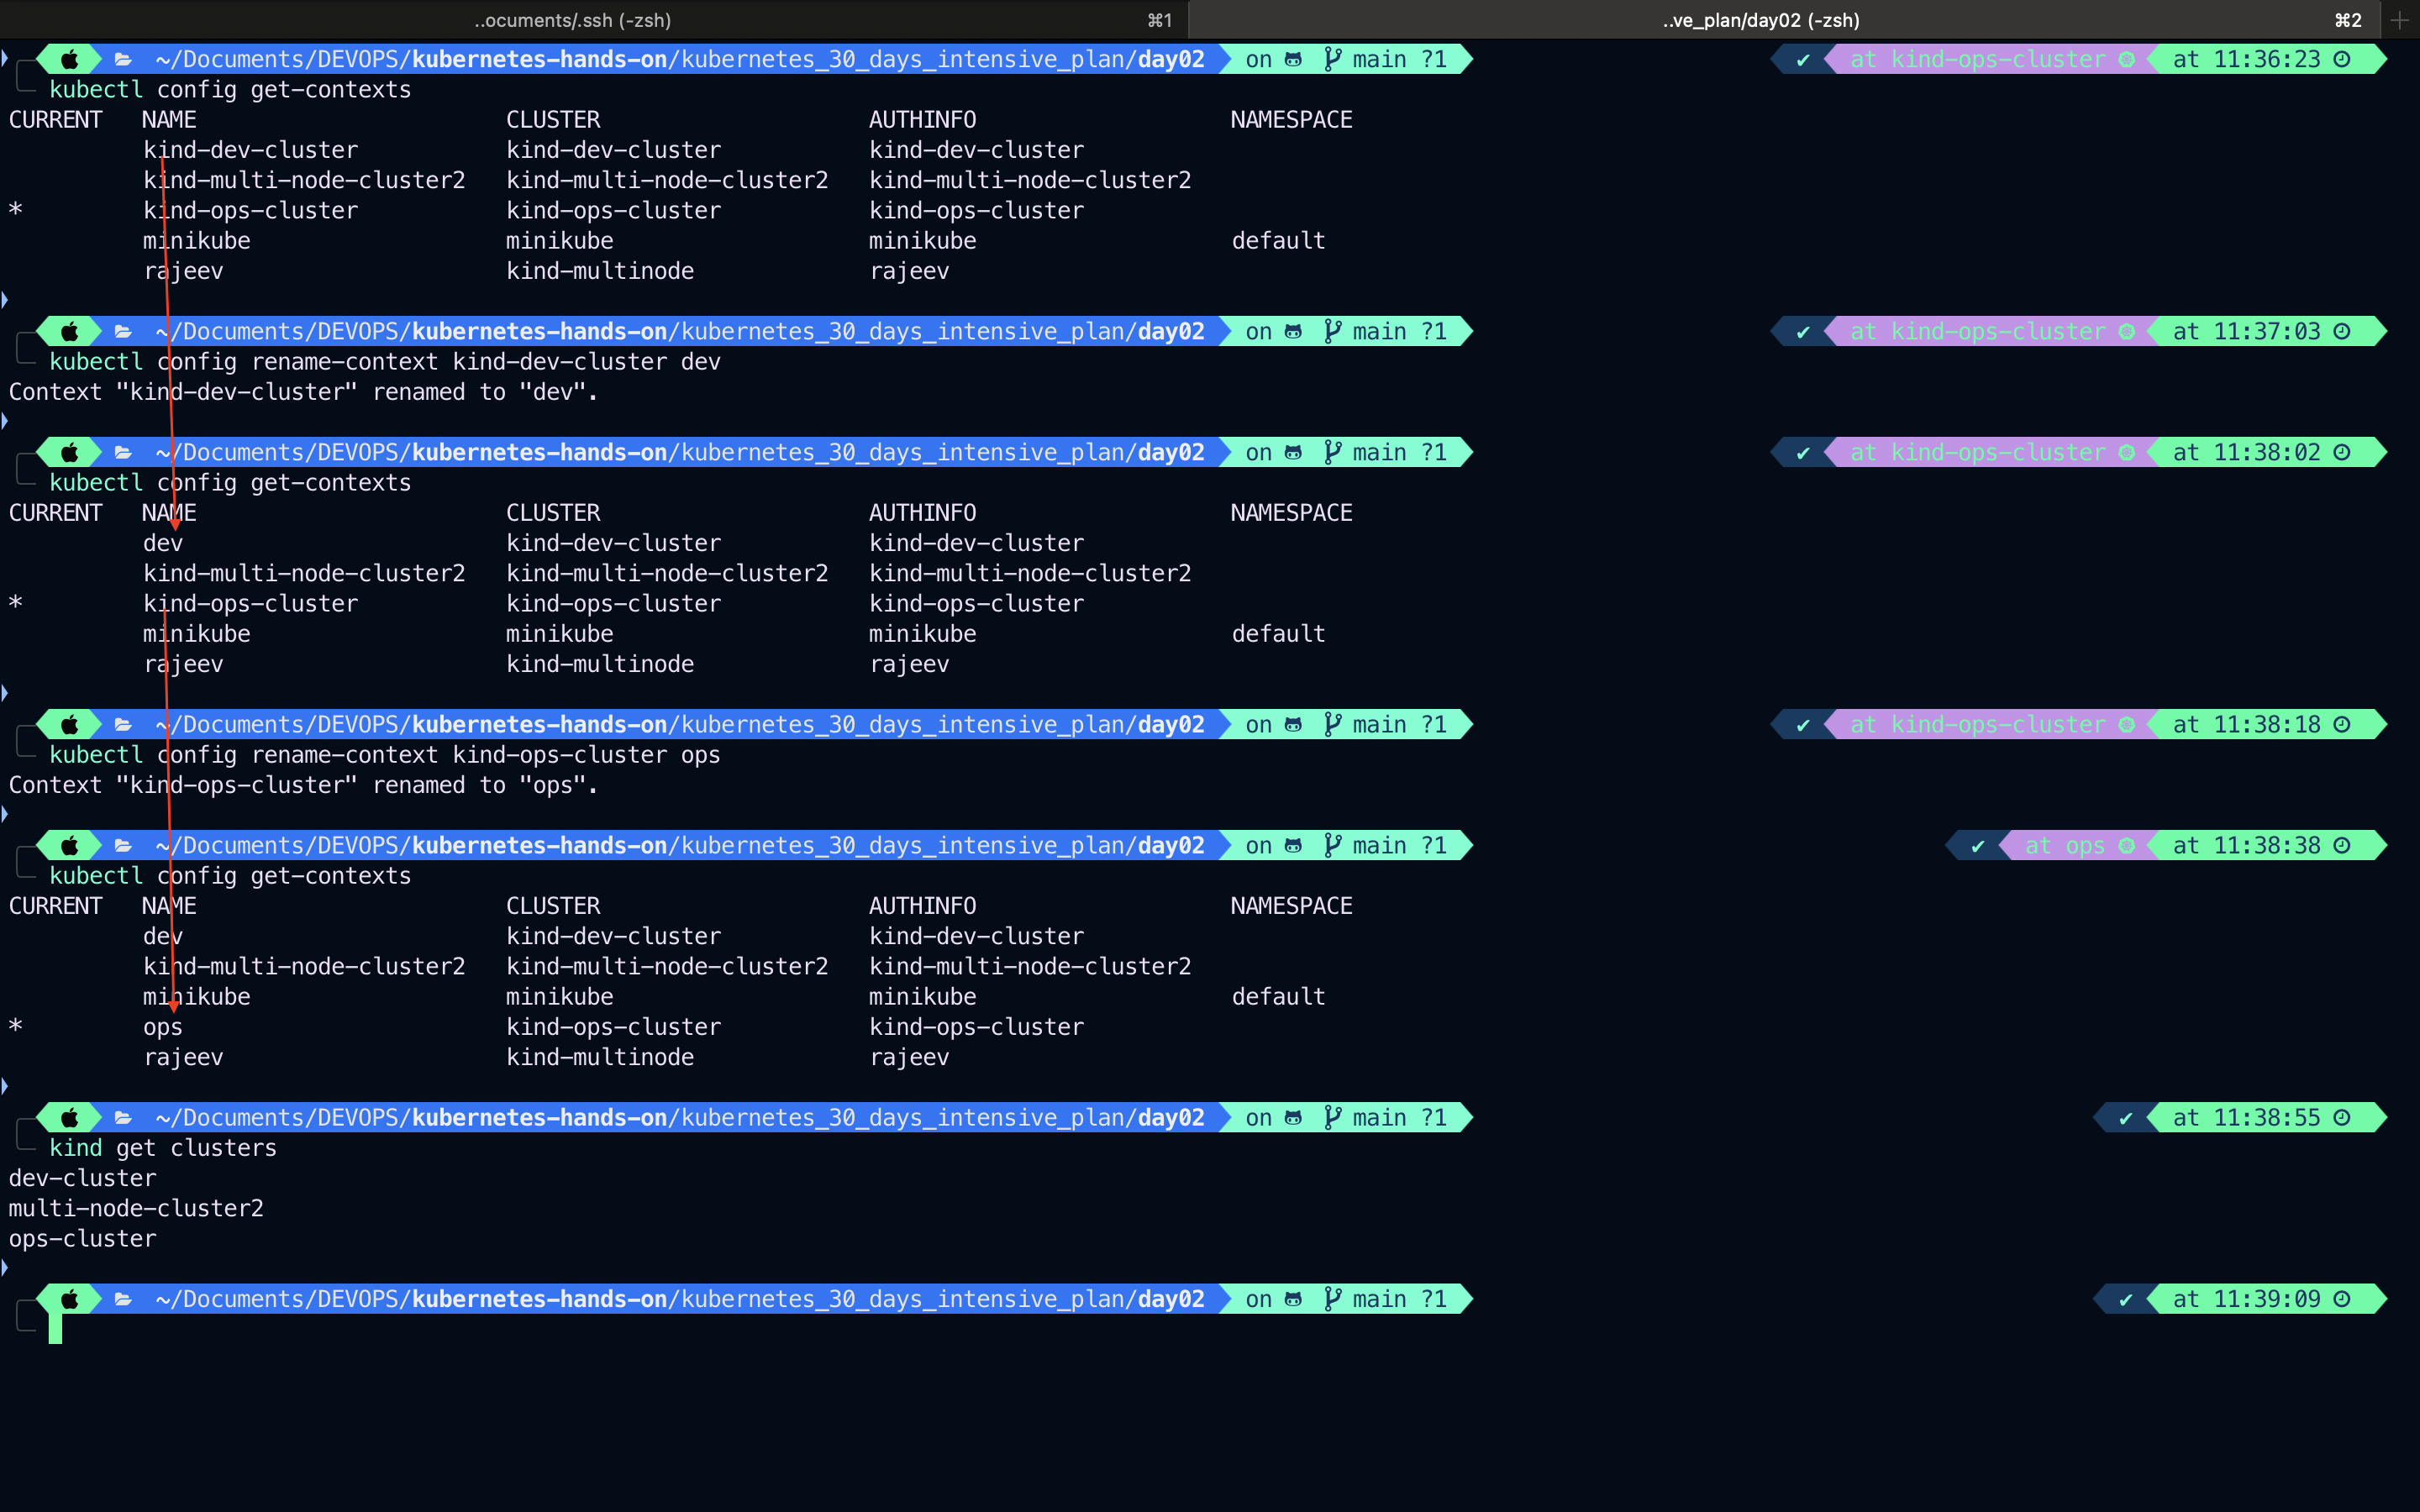 ..ocuments/.ssh (-zsh) ⌘1 ..ve_plan/day02 (-zsh) ⌘2 +
~/Documents/DEVOPS/kubernetes-hands-on/kubernetes_30_days_intensive_plan/day02 on main ?1 ✔ at kind-ops-cluster at 11:36:23
kubectl config get-contexts
CURRENT NAME CLUSTER AUTHINFO NAMESPACE
kind-dev-cluster kind-dev-cluster kind-dev-cluster
kind-multi-node-cluster2 kind-multi-node-cluster2 kind-multi-node-cluster2
* kind-ops-cluster kind-ops-cluster kind-ops-cluster
minikube minikube minikube default
rajeev kind-multinode rajeev
~/Documents/DEVOPS/kubernetes-hands-on/kubernetes_30_days_intensive_plan/day02 on main ?1 ✔ at kind-ops-cluster at 11:37:03
kubectl config rename-context kind-dev-cluster dev
Context "kind-dev-cluster" renamed to "dev".
~/Documents/DEVOPS/kubernetes-hands-on/kubernetes_30_days_intensive_plan/day02 on main ?1 ✔ at kind-ops-cluster at 11:38:02
kubectl config get-contexts
CURRENT NAME CLUSTER AUTHINFO NAMESPACE
dev kind-dev-cluster kind-dev-cluster
kind-multi-node-cluster2 kind-multi-node-cluster2 kind-multi-node-cluster2
* kind-ops-cluster kind-ops-cluster kind-ops-cluster
minikube minikube minikube default
rajeev kind-multinode rajeev
~/Documents/DEVOPS/kubernetes-hands-on/kubernetes_30_days_intensive_plan/day02 on main ?1 ✔ at kind-ops-cluster at 11:38:18
kubectl config rename-context kind-ops-cluster ops
Context "kind-ops-cluster" renamed to "ops".
~/Documents/DEVOPS/kubernetes-hands-on/kubernetes_30_days_intensive_plan/day02 on main ?1 ✔ at ops at 11:38:38
kubectl config get-contexts
CURRENT NAME CLUSTER AUTHINFO NAMESPACE
dev kind-dev-cluster kind-dev-cluster
kind-multi-node-cluster2 kind-multi-node-cluster2 kind-multi-node-cluster2
minikube minikube minikube default
* ops kind-ops-cluster kind-ops-cluster
rajeev kind-multinode rajeev
~/Documents/DEVOPS/kubernetes-hands-on/kubernetes_30_days_intensive_plan/day02 on main ?1 ✔ at 11:38:55
kind get clusters
dev-cluster
multi-node-cluster2
ops-cluster
~/Documents/DEVOPS/kubernetes-hands-on/kubernetes_30_days_intensive_plan/day02 on main ?1 ✔ at 11:39:09